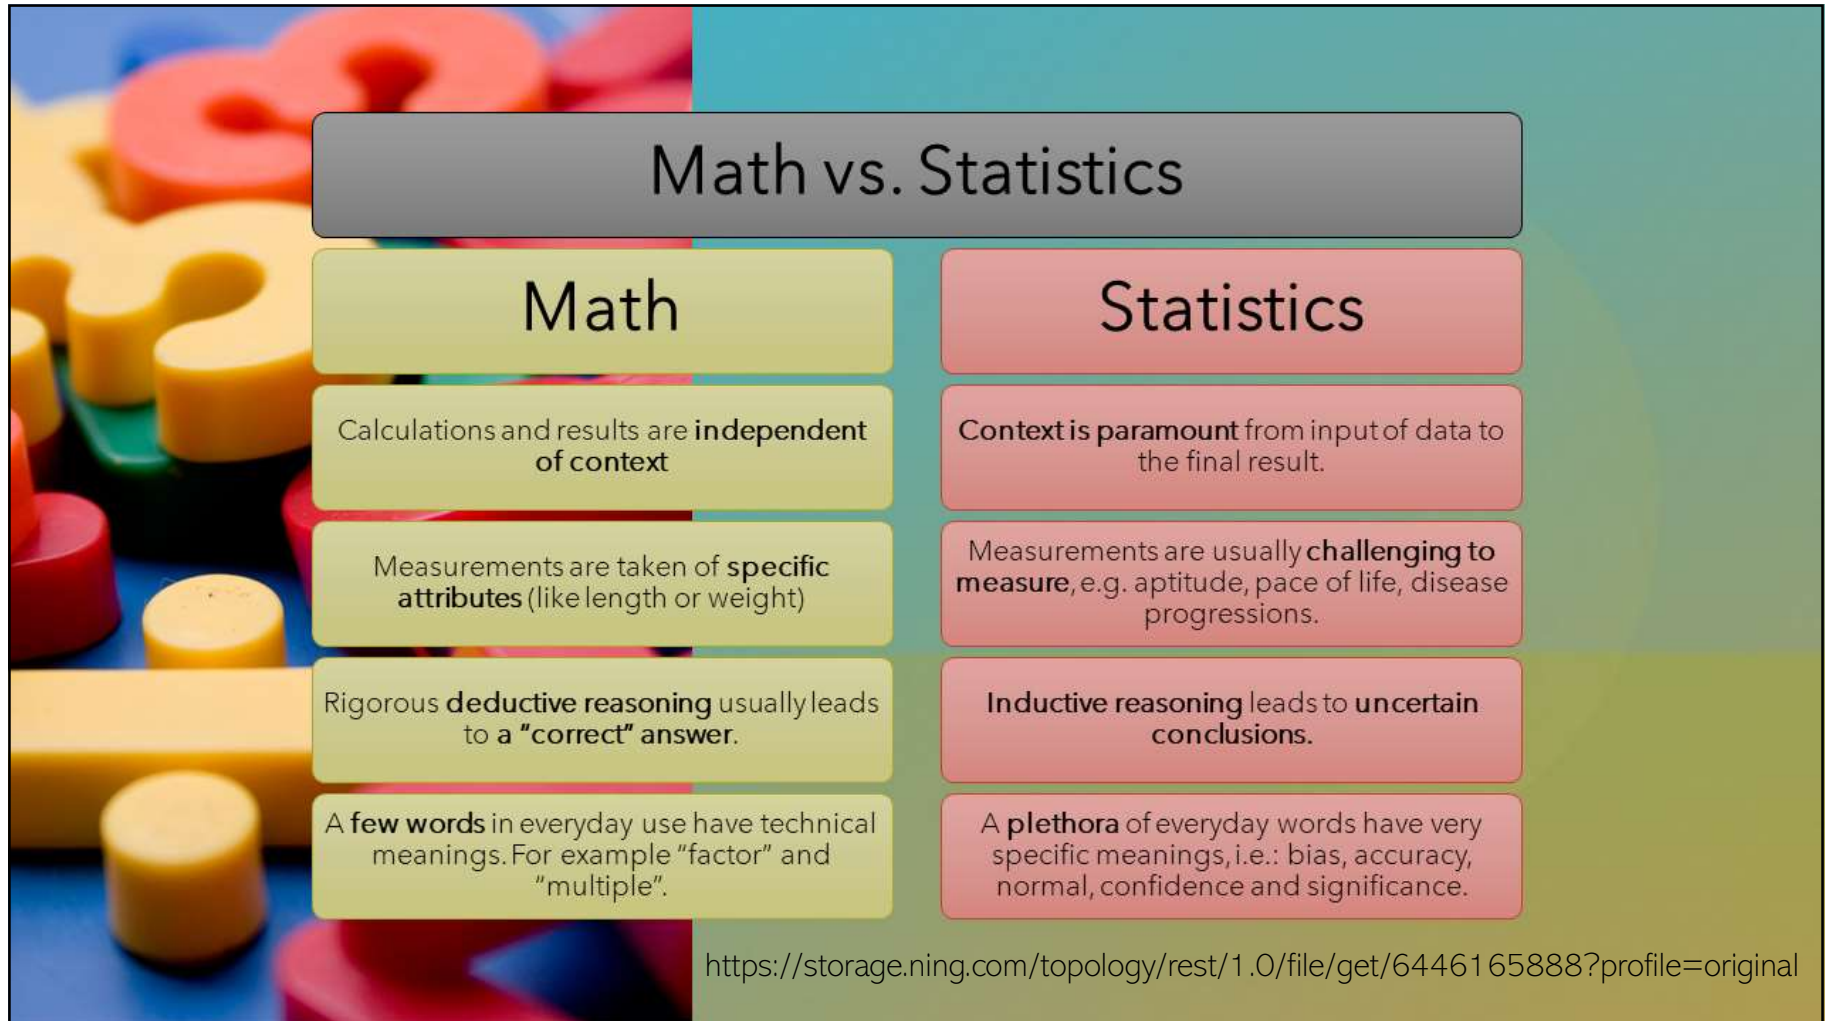 Math vs. Statistics
Math
Statistics
Calculations and results are independent
of context
Context is paramount from input of data to
the final result.
Measurements are taken of specific
attributes (like length or weight)
Measurements are usually challenging to
measure, e.g. aptitude, pace of life, disease
progressions.
Rigorous deductive reasoning usually leads
to a "correct" answer.
Inductive reasoning leads to uncertain
conclusions.
A few words in everyday use have technical
meanings. For example "factor" and
"multiple".
A plethora of everyday words have very
specific meanings, i.e.: bias, accuracy,
normal, confidence and significance.
https://storage.ning.com/topology/rest/1.0/file/get/6446165888?profile=original